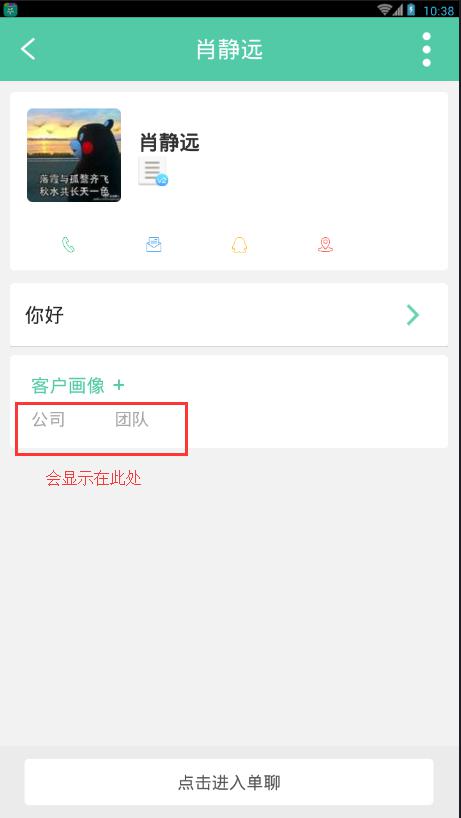 10:38
肖静远
落霞与孤鹜齐飞
秋水共长天一色
肖静远
V2
你好
客户画像 +
公司 团队
会显示在此处
点击进入单聊